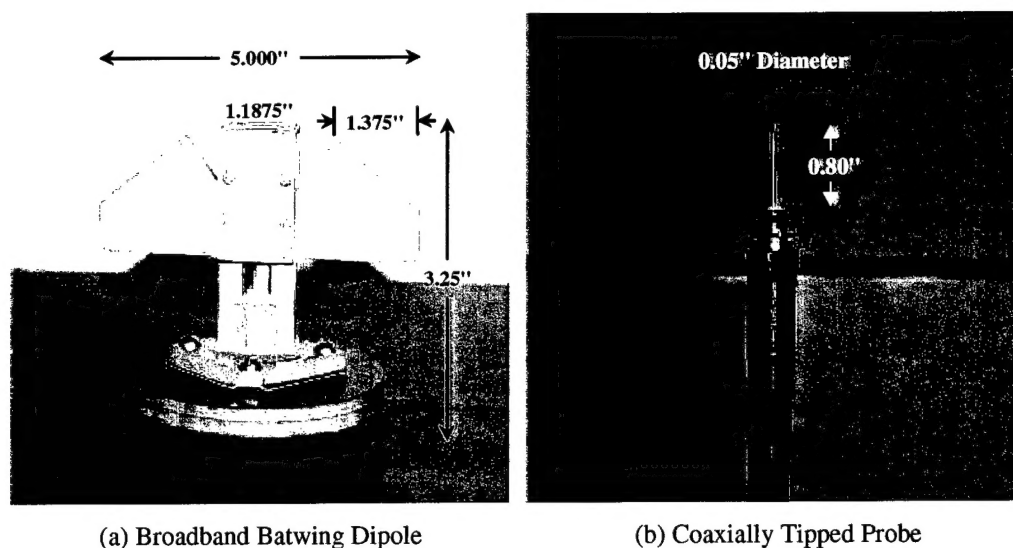 5.000"
1.1875"
1.375"
3.25"
0.05" Diameter
0.80"
(a) Broadband Batwing Dipole
(b) Coaxially Tipped Probe